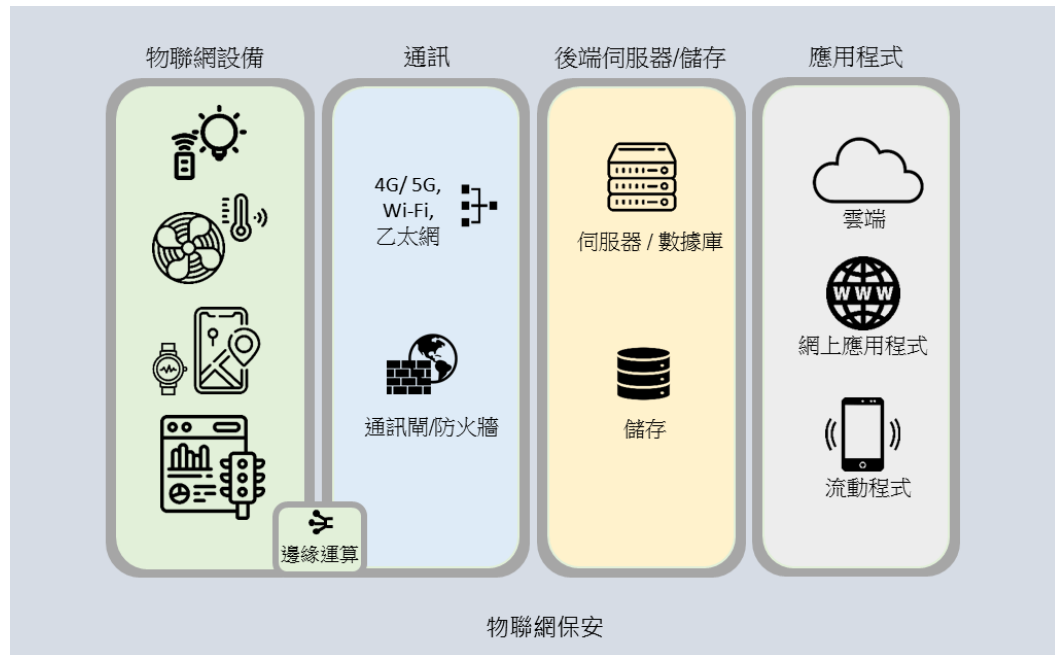 物聯網設備
通訊
後端伺服器/儲存
應用程式
4G/ 5G,
Wi-Fi,
乙太網
通訊閘/防火牆
邊緣運算
伺服器 / 數據庫
儲存
雲端
WWW
網上應用程式
流動程式
物聯網保安